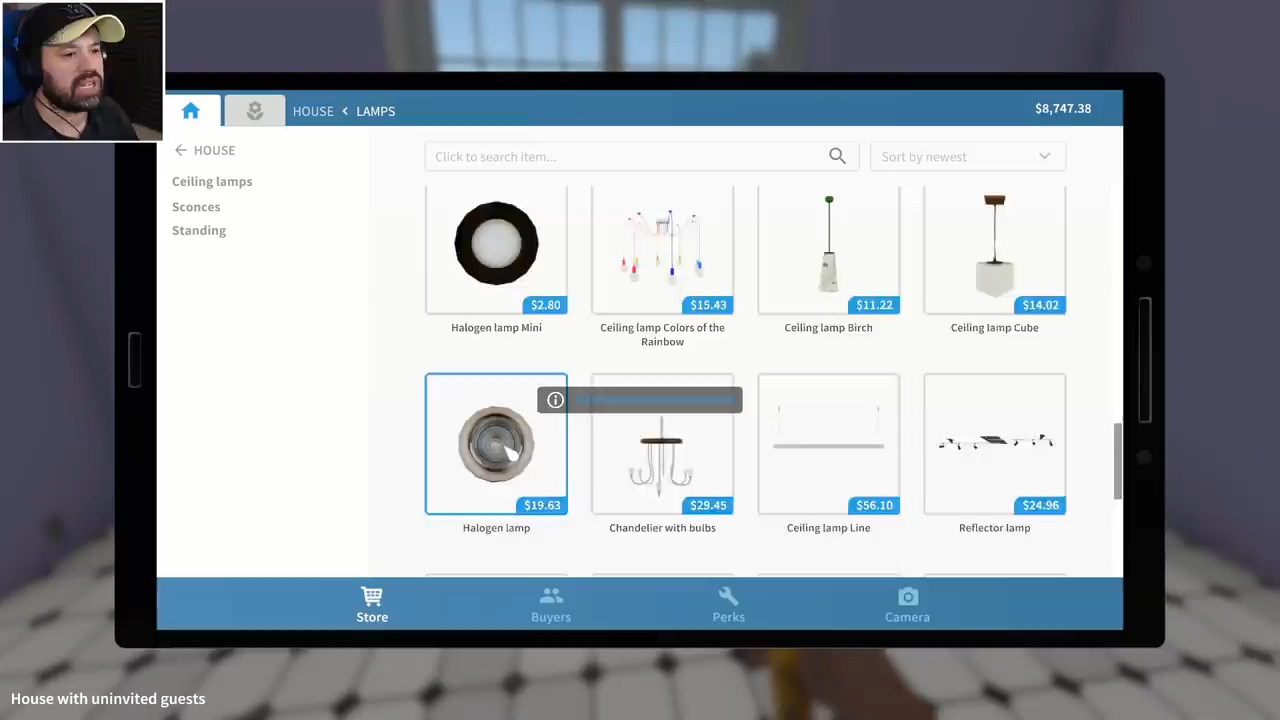 HOUSE < LAMPS
$8,747.38
HOUSE
Ceiling lamps
Sconces
Standing
Click to search item...
Sort by newest
$2.80
$15.43
$11.22
$14.02
Halogen lamp Mini
Ceiling lamp Colors of the
Rainbow
Ceiling lamp Birch
Ceiling lamp Cube
$19.63
$29.45
$56.10
$24.96
Halogen lamp
Chandelier with bulbs
Ceiling lamp Line
Reflector lamp
Store
Buyers
Perks
Camera
House with uninvited guests